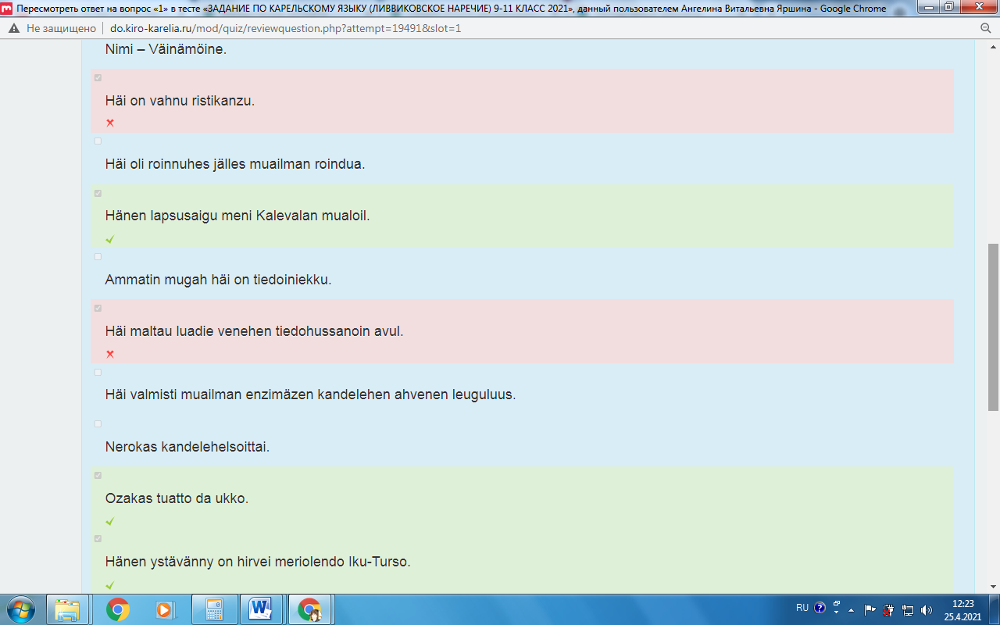 Пересмотреть ответ на вопрос «1» в тесте «ЗАДАНИЕ ПО КАРЕЛЬСКОМУ ЯЗЫКУ (ЛИВВИКОВСКОЕ НАРЕЧИЕ) 9-11 КЛАСС 2021», данный пользователем Ангелина Витальевна Яршина - Google Chrome
Не защищено | do.kiro-karelia.ru/mod/quiz/reviewquestion.php?attempt=19491&slot=1
Nimi – Väinämöine.
Häi on vahnu ristikanzu.
Häi oli roinnuhes jälles muailman roindua.
Hänen lapsusaigu meni Kalevalan mualoil.
Ammatin mugah häi on tiedoiniekku.
Häi maltau luadie venehen tiedohussanoin avul.
Häi valmisti muailman enzimäzen kandelehen ahvenen leuguluus.
Nerokas kandelehelsoittai.
Ozakas tuatto da ukko.
Hänen ystävänny on hirvei meriolendo Iku-Turso.
RU
12:23
25.4.2021